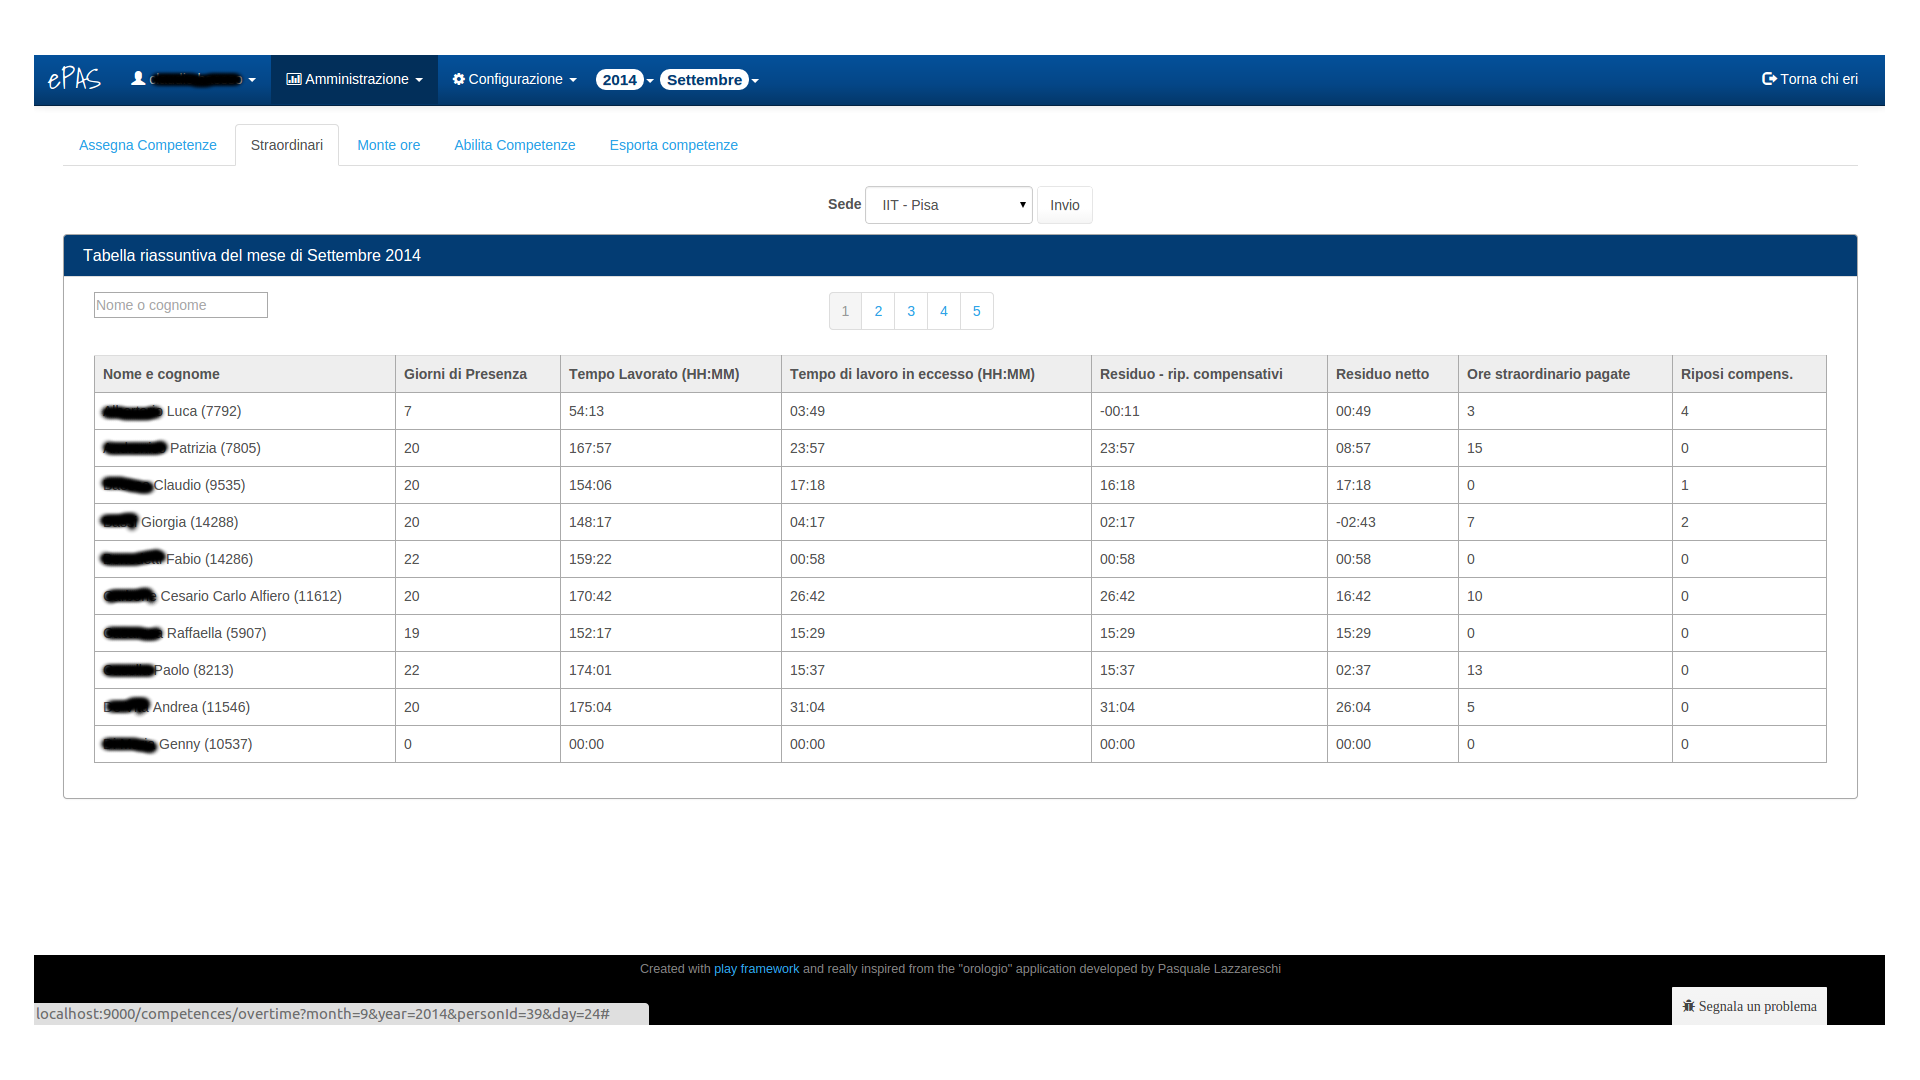 ePAS Amministrazione Configurazione 2014 Settembre Torna chi eri
Assegna Competenze Straordinari Monte ore Abilita Competenze Esporta competenze
Sede IIT - Pisa Invio
Tabella riassuntiva del mese di Settembre 2014
Nome o cognome 1 2 3 4 5
Nome e cognome Giorni di Presenza Tempo Lavorato (HH:MM) Tempo di lavoro in eccesso (HH:MM) Residuo - rip. compensativi Residuo netto Ore straordinario pagate Riposi compens.
Luca (7792) 7 54:13 03:49 -00:11 00:49 3 4
Patrizia (7805) 20 167:57 23:57 23:57 08:57 15 0
Claudio (9535) 20 154:06 17:18 16:18 17:18 0 1
Giorgia (14288) 20 148:17 04:17 02:17 -02:43 7 2
Fabio (14286) 22 159:22 00:58 00:58 00:58 0 0
Cesario Carlo Alfiero (11612) 20 170:42 26:42 26:42 16:42 10 0
Raffaella (5907) 19 152:17 15:29 15:29 15:29 0 0
Paolo (8213) 22 174:01 15:37 15:37 02:37 13 0
Andrea (11546) 20 175:04 31:04 31:04 26:04 5 0
Genny (10537) 0 00:00 00:00 00:00 00:00 0 0
Created with play framework and really inspired from the "orologio" application developed by Pasquale Lazzareschi
Segnala un problema
localhost:9000/competences/overtime?month=9&year=2014&personId=39&day=24#